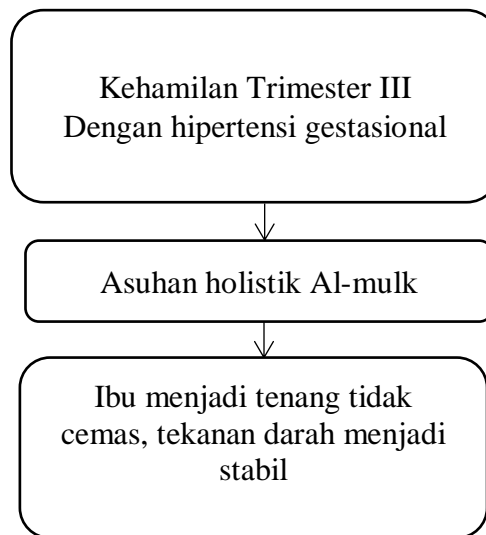 Kehamilan Trimester III
Dengan hipertensi gestasional
Asuhan holistik Al-mulk
Ibu menjadi tenang tidak
cemas, tekanan darah menjadi
stabil